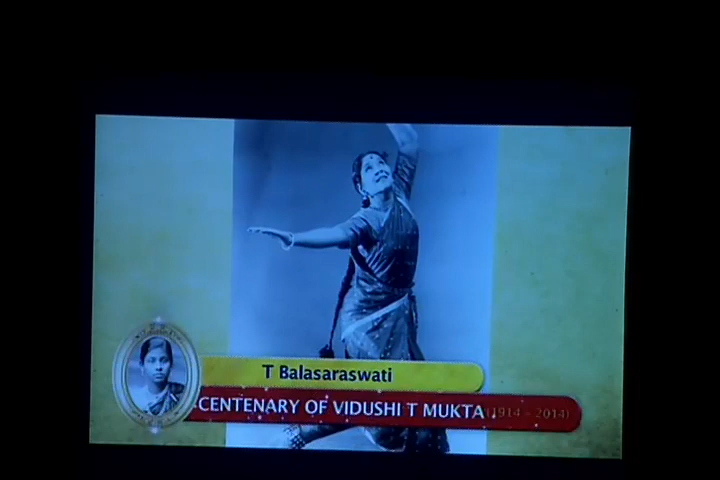 T Balasaraswati
-CENTENARY OF VIDUSHI T MUKTA (1914 - 2014)